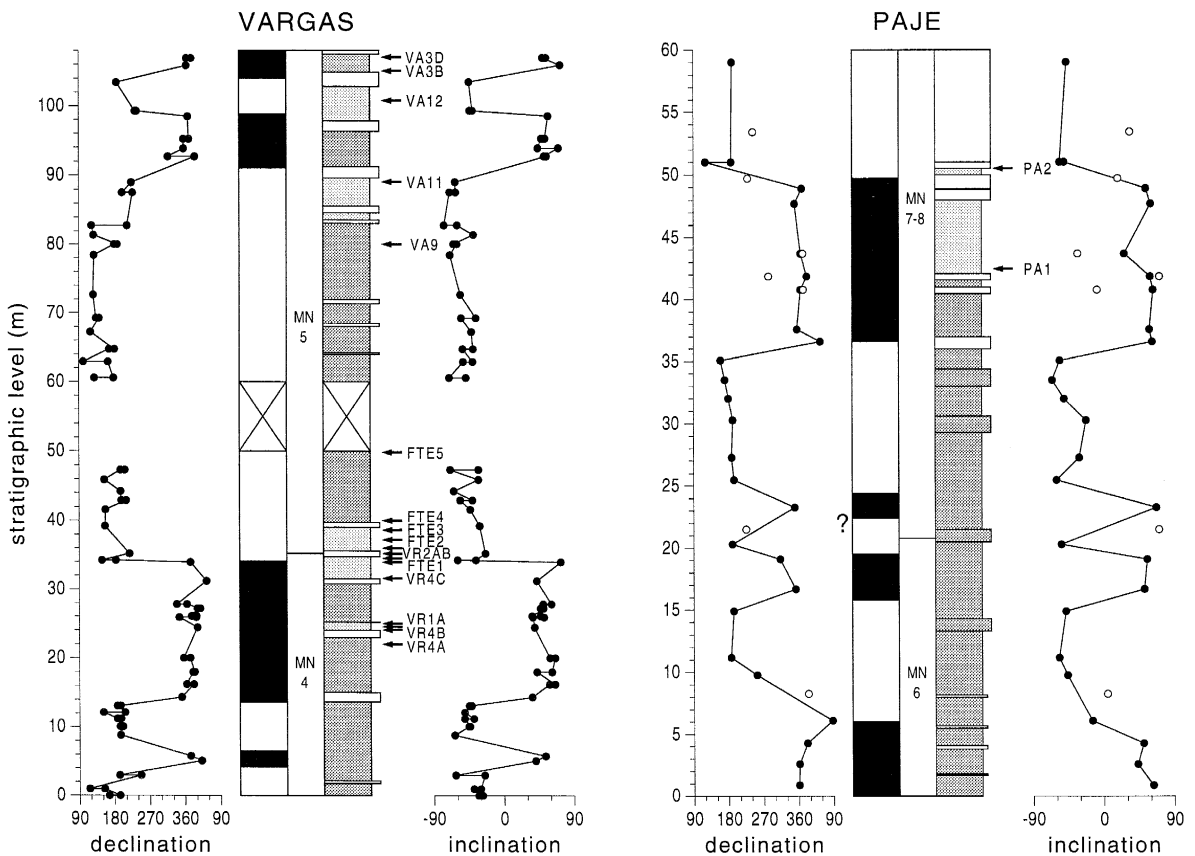 VARGAS
PAJE
stratigraphic level (m)
100
90
80
70
60
50
40
30
20
10
0
90 180 270 360 90
declination
MN
5
MN
4
VA3D
VA3B
VA12
VA11
VA9
FTE5
FTE4
FTE3
FTE2
VR2AB
FTE1
VR4C
VR1A
VR4B
VR4A
-90 0 90
inclination
60
55
50
45
40
35
30
25
20
15
10
5
0
90 180 270 360 90
declination
?
MN
7-8
MN
6
PA2
PA1
-90 0 90
inclination